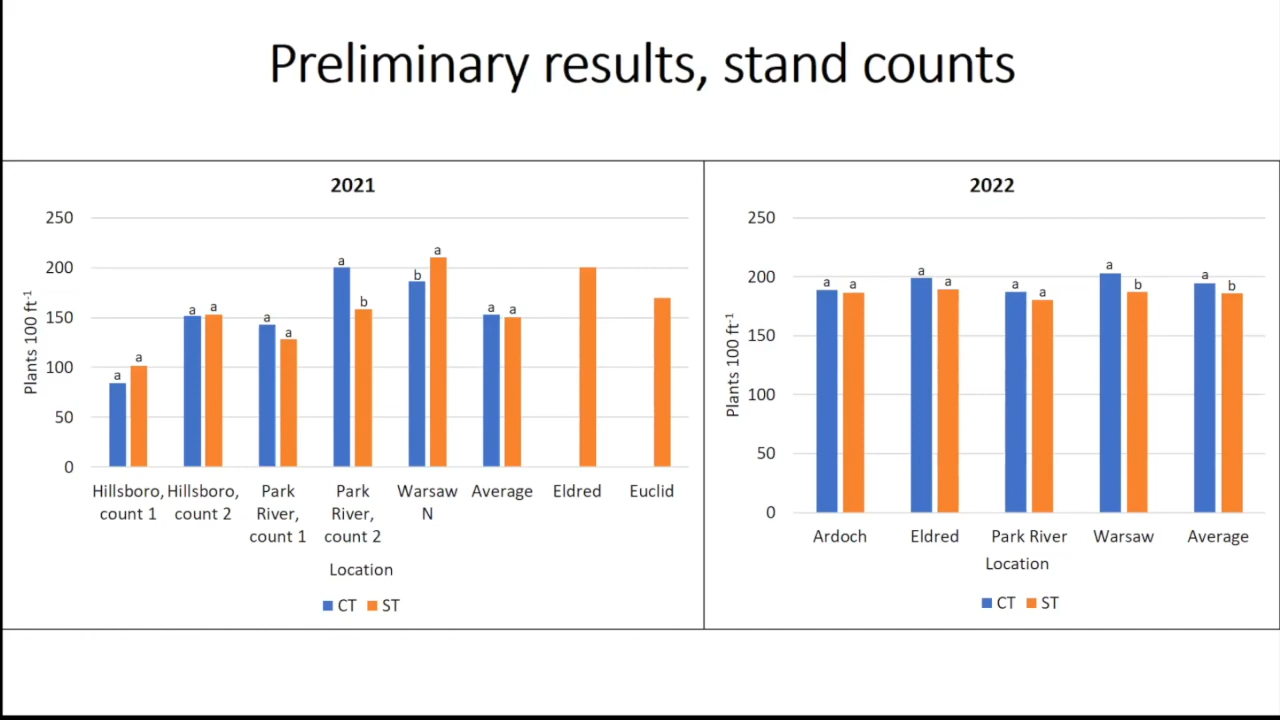 Preliminary results, stand counts
2021
250
200
150
100
50
0
Plants 100 ft-1
a
a
a
a
a
a
a
b
b
a
a
a
Hillsboro, count 1
Hillsboro, count 2
Park River, count 1
Park River, count 2
Warsaw N
Average
Eldred
Euclid
Location
CT ST
2022
250
200
150
100
50
0
Plants 100 ft-1
a
a
a
a
a
a
a
b
a
b
Ardoch
Eldred
Park River
Warsaw
Average
Location
CT ST